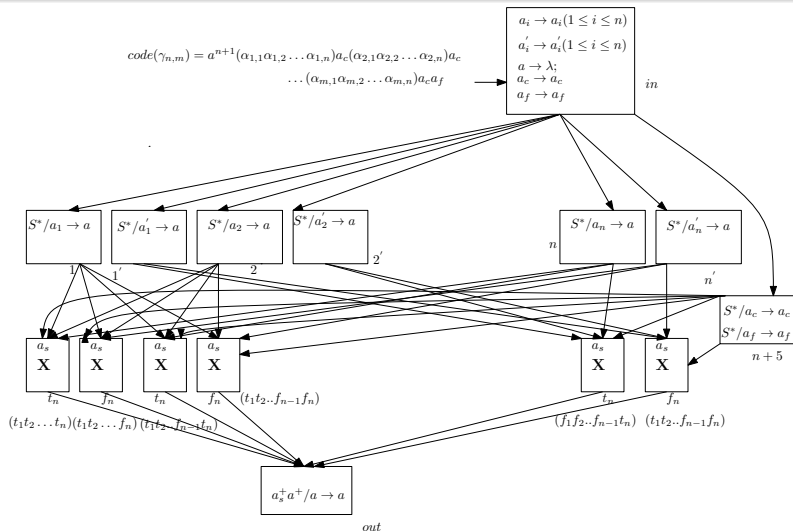 a_i → a_i(1 ≤ i ≤ n)
a_i^' → a_i^'(1 ≤ i ≤ n)
a → λ;
a_c → a_c
a_f → a_f
in
code(γ_{n,m}) = a^{n+1}(α_{1,1}α_{1,2} … α_{1,n})a_c(α_{2,1}α_{2,2} … α_{2,n})a_c
… (α_{m,1}α_{m,2} … α_{m,n})a_c a_f
S^*/a_1 → a
S^*/a_1^' → a
S^*/a_2 → a
S^*/a_2^' → a
S^*/a_n → a
S^*/a_n^' → a
1
1^'
2
2^'
n
n^'
S^*/a_c → a_c
S^*/a_f → a_f
n + 5
a_s
X
a_s
X
a_s
X
a_s
X
a_s
X
a_s
X
t_n
f_n
t_n
f_n
t_n
f_n
(t_1t_2 … t_n)
(t_1t_2 … f_n)
(t_1t_2..f_{n−1}t_n)
(t_1t_2..f_{n−1}f_n)
(f_1f_2..f_{n−1}t_n)
(t_1t_2..f_{n−1}f_n)
a_s^+a^+/a → a
out